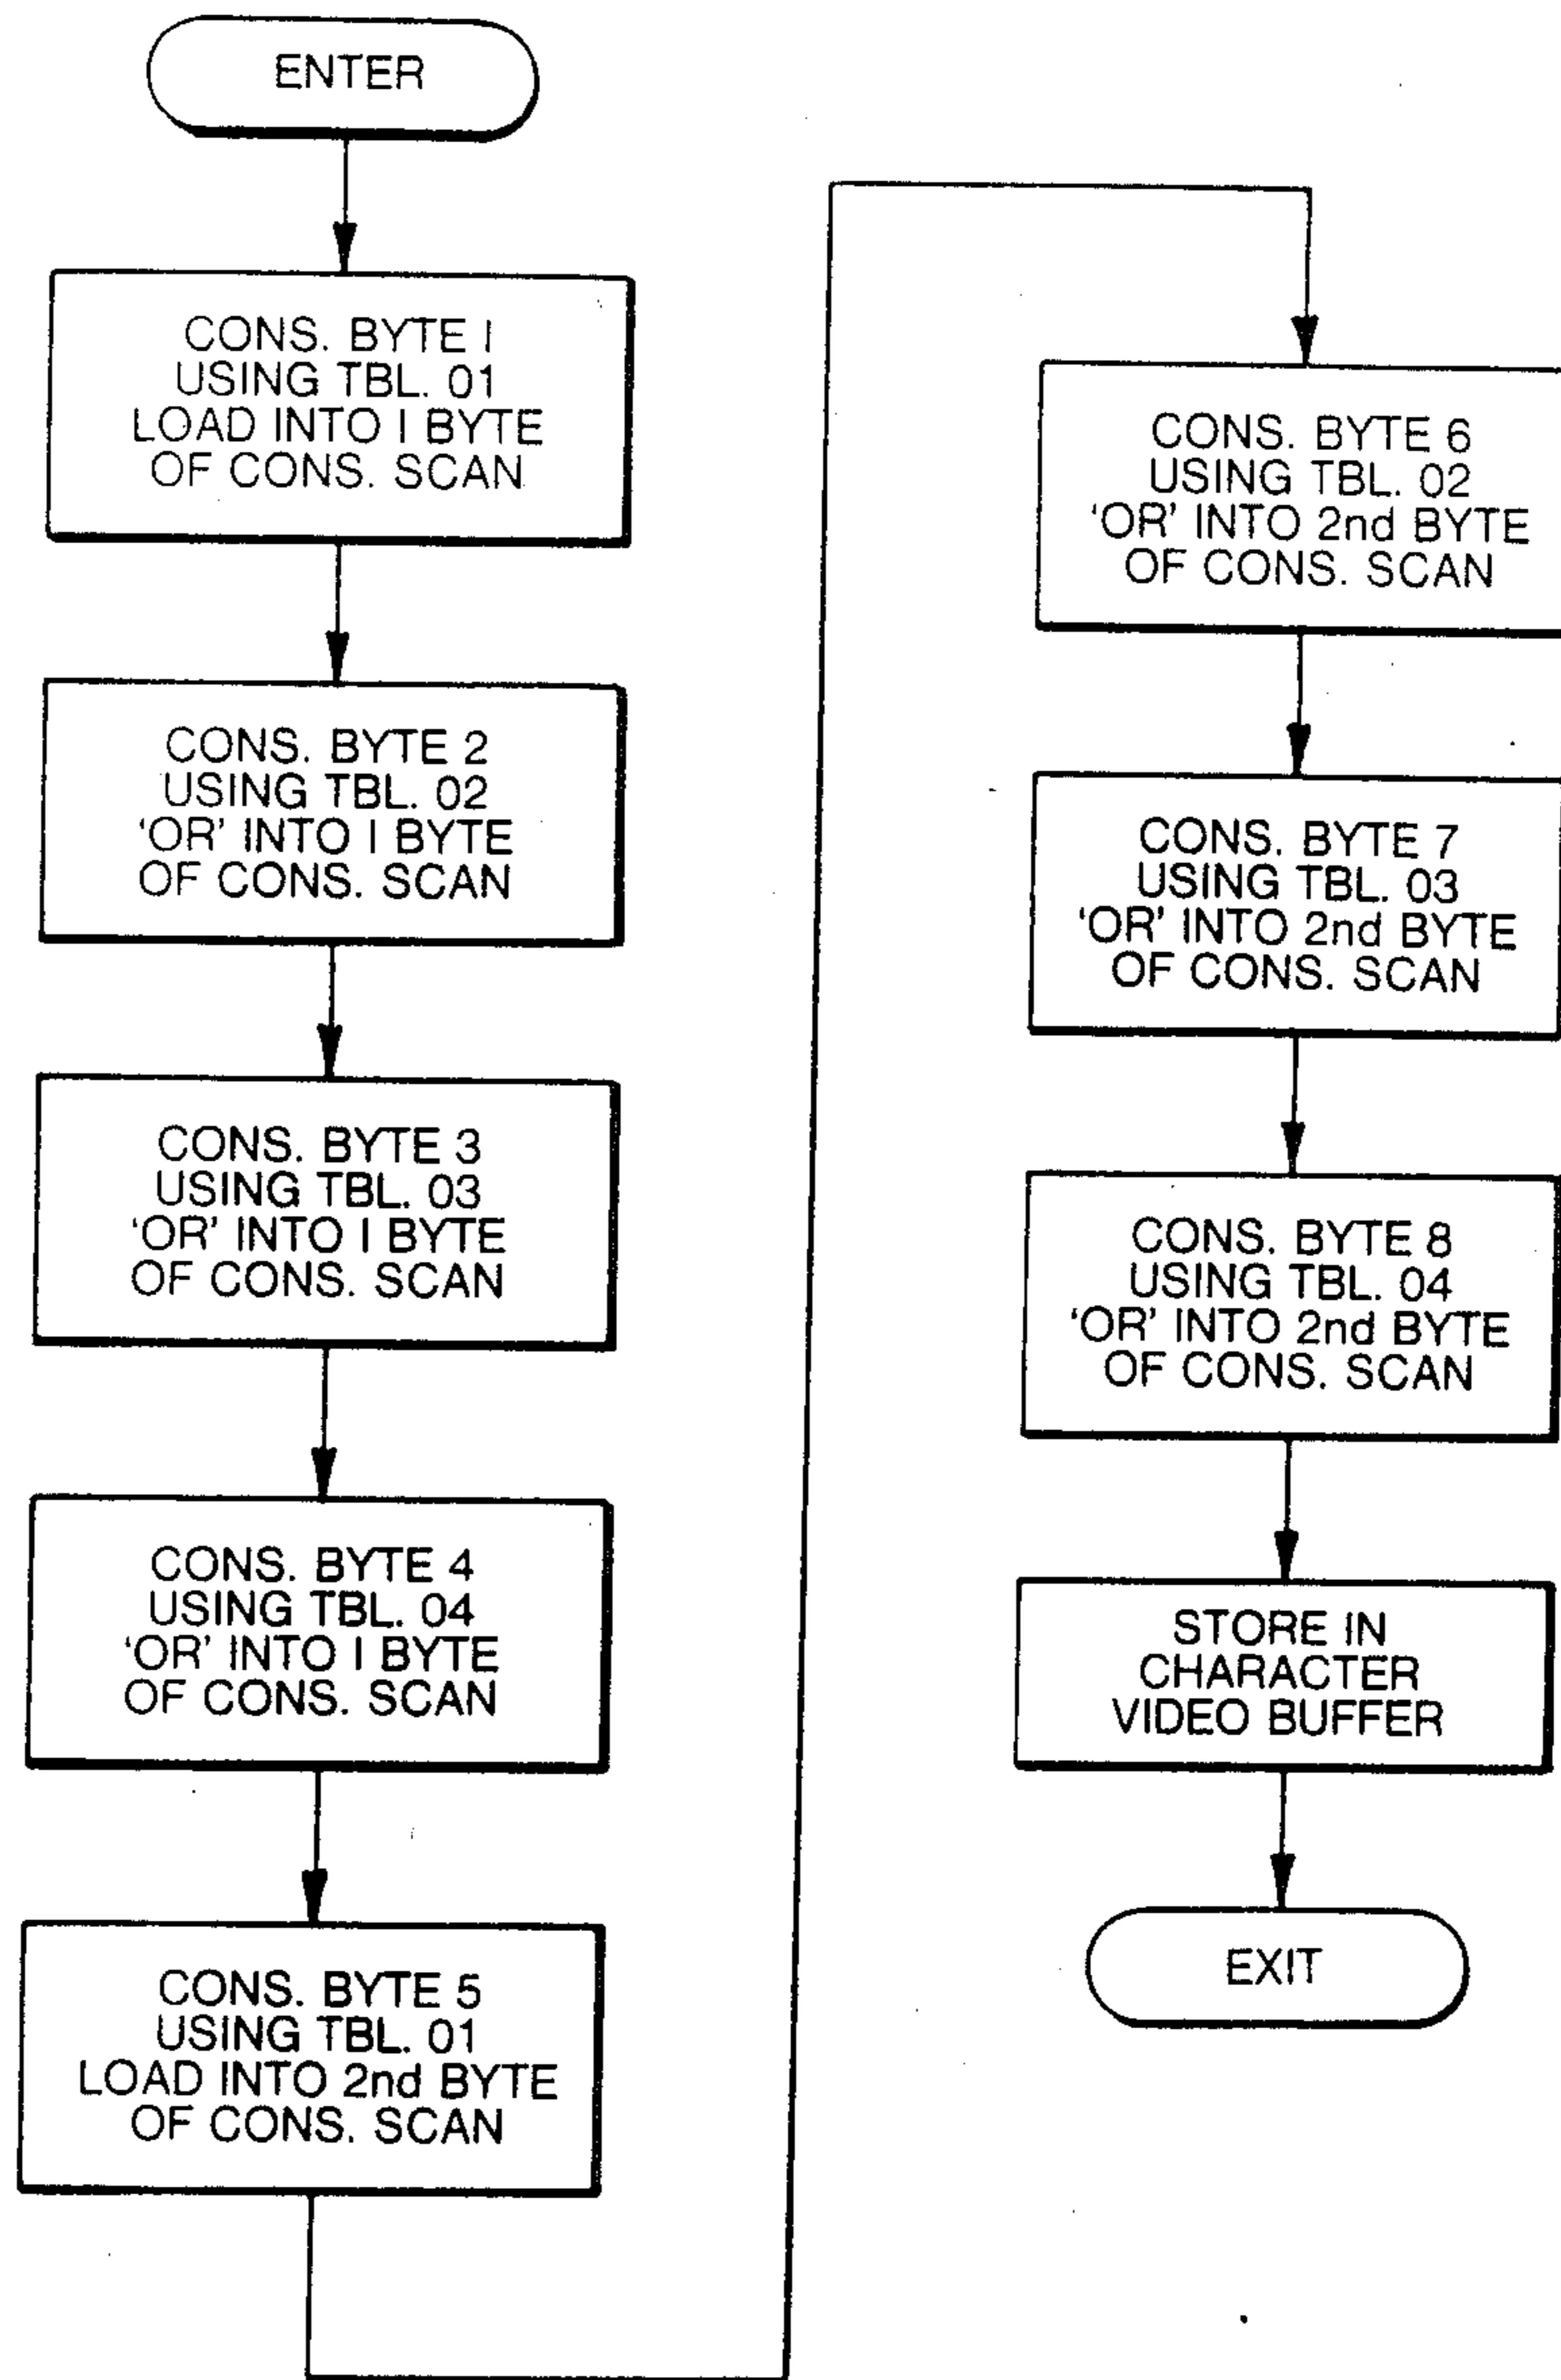 ENTER
CONS. BYTE I
USING TBL. 01
LOAD INTO I BYTE
OF CONS. SCAN
CONS. BYTE 2
USING TBL. 02
'OR' INTO I BYTE
OF CONS. SCAN
CONS. BYTE 3
USING TBL. 03
'OR' INTO I BYTE
OF CONS. SCAN
CONS. BYTE 4
USING TBL. 04
'OR' INTO I BYTE
OF CONS. SCAN
CONS. BYTE 5
USING TBL. 01
LOAD INTO 2nd BYTE
OF CONS. SCAN
CONS. BYTE 6
USING TBL. 02
'OR' INTO 2nd BYTE
OF CONS. SCAN
CONS. BYTE 7
USING TBL. 03
'OR' INTO 2nd BYTE
OF CONS. SCAN
CONS. BYTE 8
USING TBL. 04
'OR' INTO 2nd BYTE
OF CONS. SCAN
STORE IN
CHARACTER
VIDEO BUFFER
EXIT